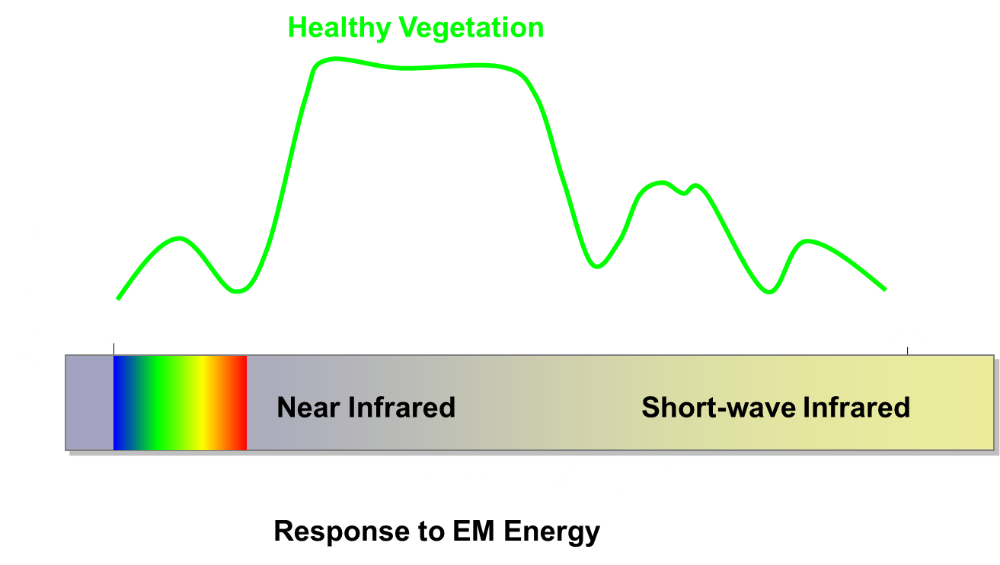 Healthy Vegetation
Near Infrared
Short-wave Infrared
Response to EM Energy